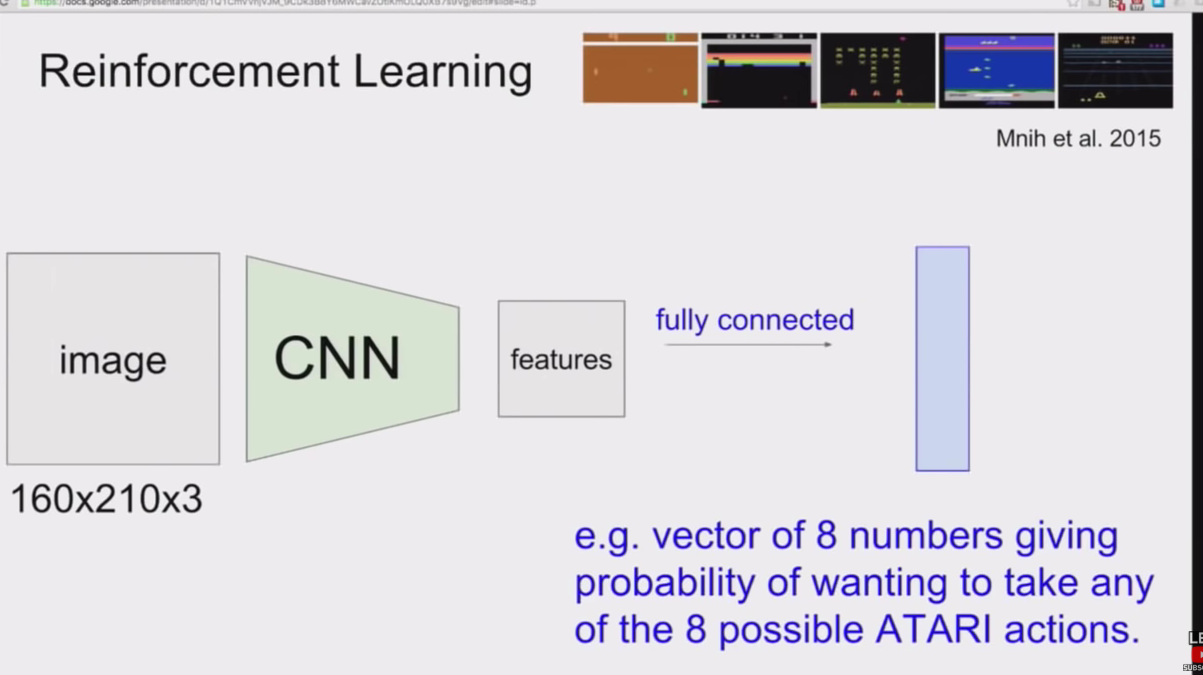 Reinforcement Learning
Mnih et al. 2015
image
CNN
features
fully connected
160x210x3
e.g. vector of 8 numbers giving
probability of wanting to take any
of the 8 possible ATARI actions.